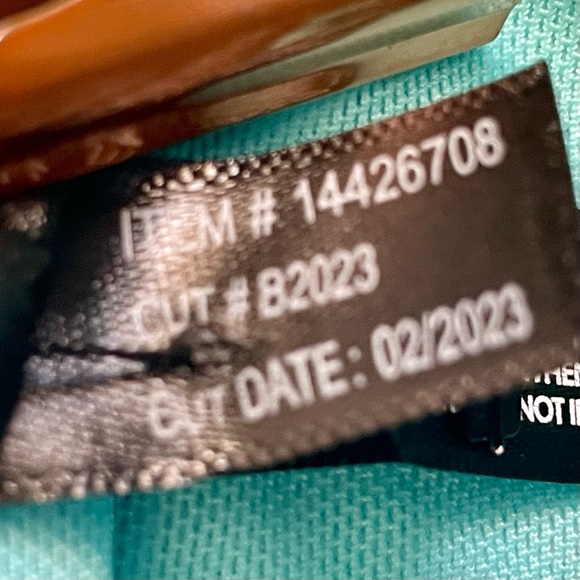 ITEM # 14426708
CUT # B2023
CUT DATE: 02/2023
NOT